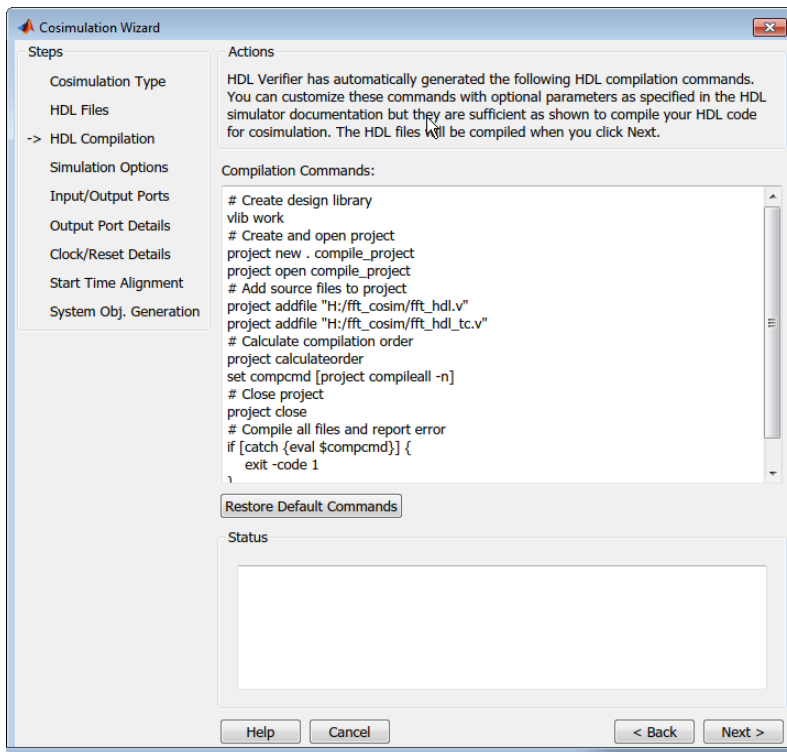 Cosimulation Wizard
Steps
Cosimulation Type
HDL Files
-> HDL Compilation
Simulation Options
Input/Output Ports
Output Port Details
Clock/Reset Details
Start Time Alignment
System Obj. Generation
Actions
HDL Verifier has automatically generated the following HDL compilation commands.
You can customize these commands with optional parameters as specified in the HDL
simulator documentation but they are sufficient as shown to compile your HDL code
for cosimulation. The HDL files will be compiled when you click Next.
Compilation Commands:
# Create design library
vlib work
# Create and open project
project new . compile_project
project open compile_project
# Add source files to project
project addfile "H:/fft_cosim/fft_hdl.v"
project addfile "H:/fft_cosim/fft_hdl_tc.v"
# Calculate compilation order
project calculateorder
set compcmd [project compileall -n]
# Close project
project close
# Compile all files and report error
if [catch {eval $compcmd}] {
exit -code 1
}
Restore Default Commands
Status
Help
Cancel
< Back
Next >